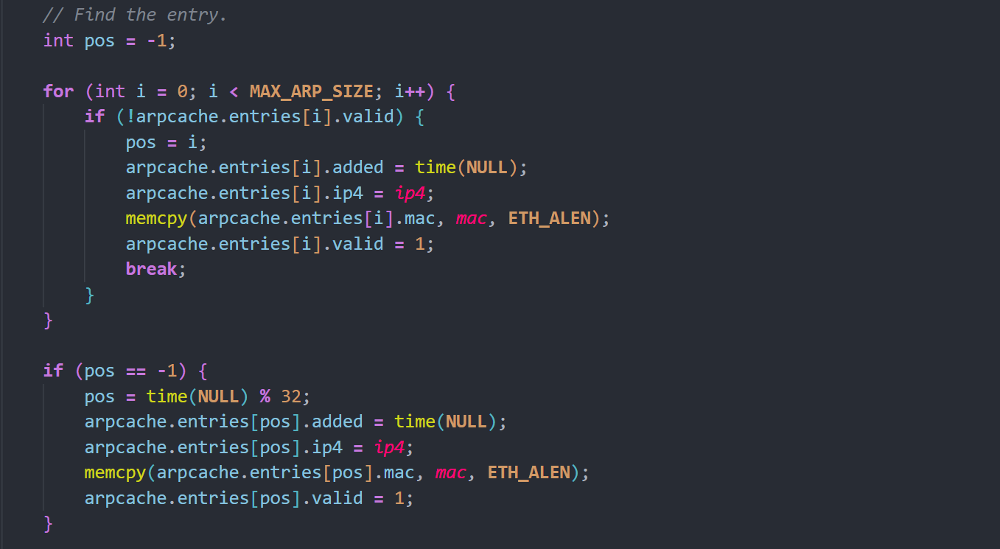 // Find the entry.
int pos = -1;
for (int i = 0; i < MAX_ARP_SIZE; i++) {
if (!arpcache.entries[i].valid) {
pos = i;
arpcache.entries[i].added = time(NULL);
arpcache.entries[i].ip4 = ip4;
memcpy(arpcache.entries[i].mac, mac, ETH_ALEN);
arpcache.entries[i].valid = 1;
break;
}
}
if (pos == -1) {
pos = time(NULL) % 32;
arpcache.entries[pos].added = time(NULL);
arpcache.entries[pos].ip4 = ip4;
memcpy(arpcache.entries[pos].mac, mac, ETH_ALEN);
arpcache.entries[pos].valid = 1;
}